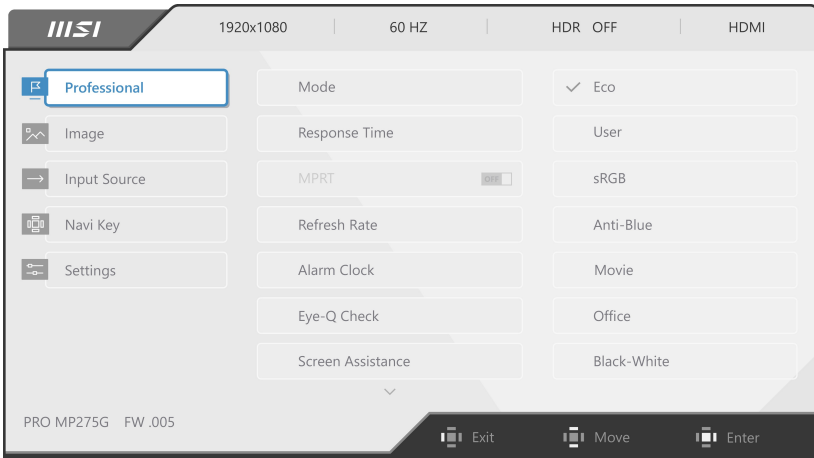 msi
1920x1080 60 HZ HDR OFF HDMI
Professional Mode Eco
Image Response Time User
Input Source MPRT OFF sRGB
Navi Key Refresh Rate Anti-Blue
Settings Alarm Clock Movie
Eye-Q Check Office
Screen Assistance Black-White
PRO MP275G FW .005
Exit Move Enter